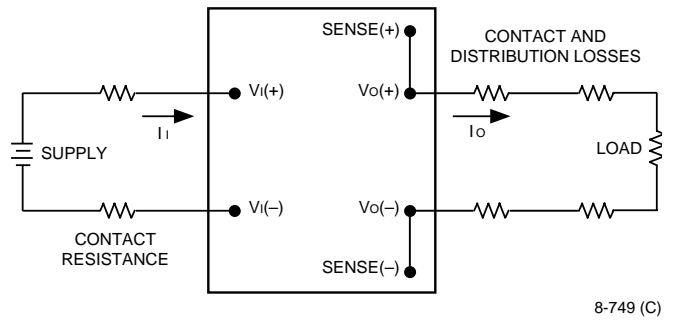 SENSE(+)
CONTACT AND
DISTRIBUTION LOSSES
VI(+)
VO(+)
II
IO
SUPPLY
LOAD
VI(–)
VO(–)
CONTACT
RESISTANCE
SENSE(–)
8-749 (C)